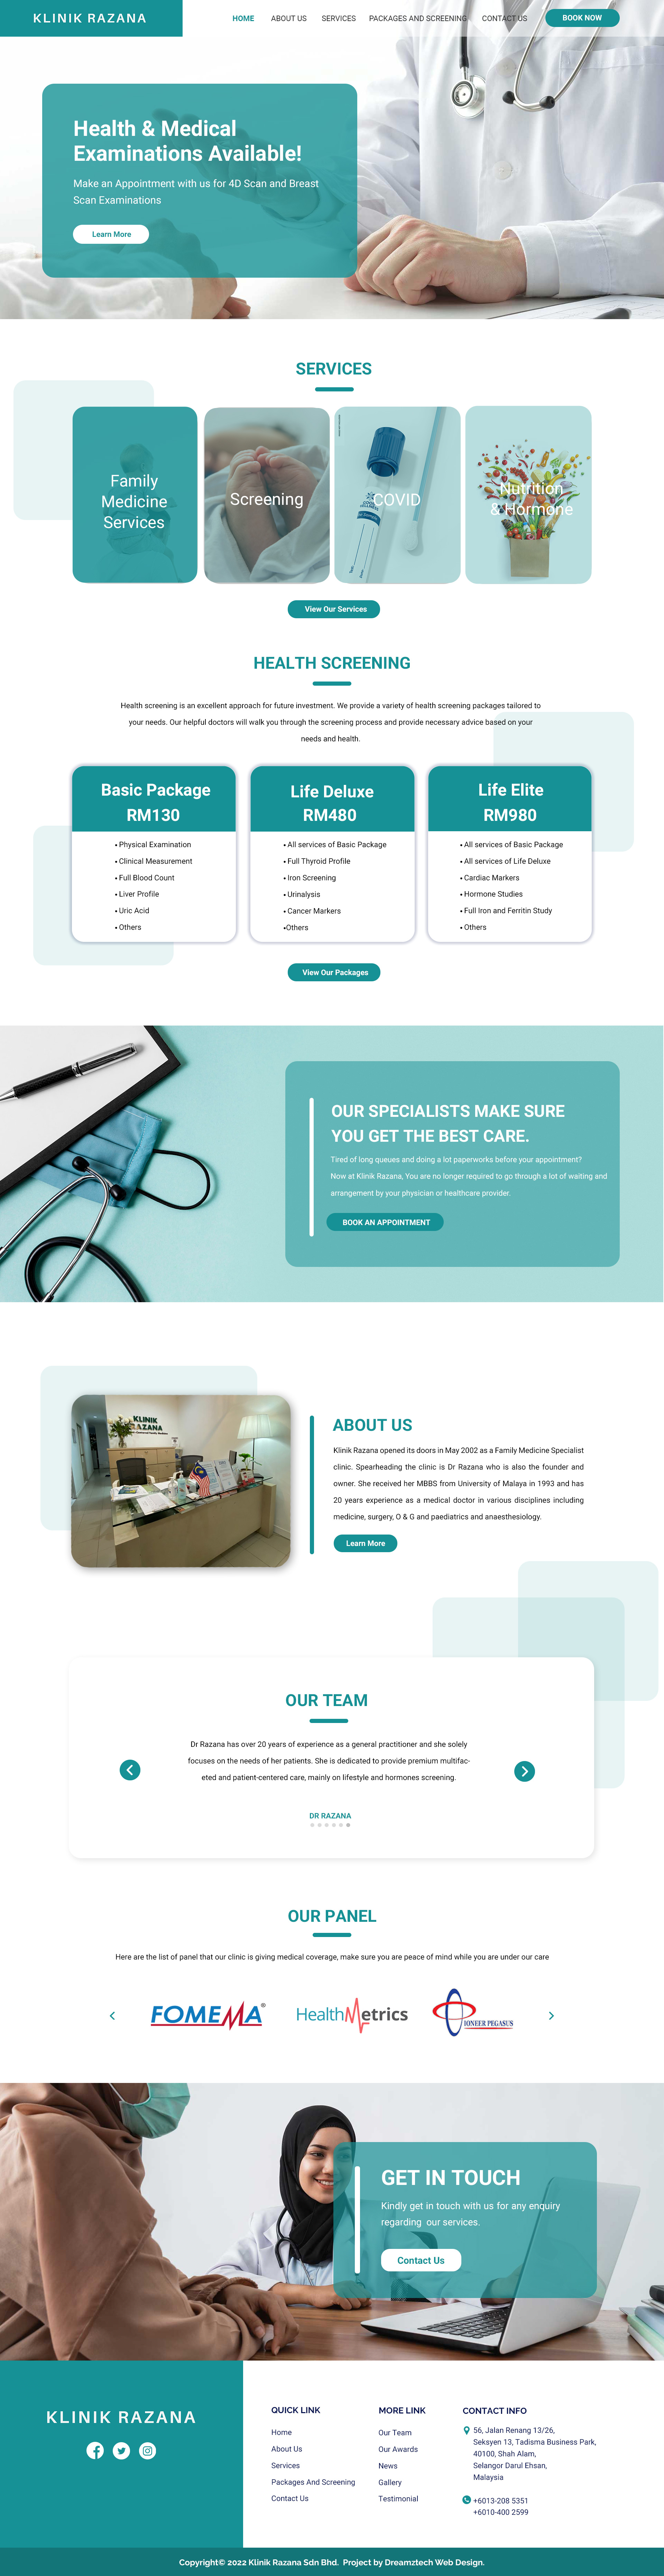 KLINIK RAZANA
HOME ABOUT US SERVICES PACKAGES AND SCREENING CONTACT US BOOK NOW
Health & Medical
Examinations Available!
Make an Appointment with us for 4D Scan and Breast
Scan Examinations
Learn More
SERVICES
Family
Medicine
Services
Screening
COVID
Nutrition
& Hormone
View Our Services
HEALTH SCREENING
Health screening is an excellent approach for future investment. We provide a variety of health screening packages tailored to
your needs. Our helpful doctors will walk you through the screening process and provide necessary advice based on your
needs and health.
Basic Package
RM130
• Physical Examination
• Clinical Measurement
• Full Blood Count
• Liver Profile
• Uric Acid
• Others
Life Deluxe
RM480
• All services of Basic Package
• Full Thyroid Profile
• Iron Screening
• Urinalysis
• Cancer Markers
•Others
Life Elite
RM980
• All services of Basic Package
• All services of Life Deluxe
• Cardiac Markers
• Hormone Studies
• Full Iron and Ferritin Study
• Others
View Our Packages
OUR SPECIALISTS MAKE SURE
YOU GET THE BEST CARE.
Tired of long queues and doing a lot paperworks before your appointment?
Now at Klinik Razana, You are no longer required to go through a lot of waiting and
arrangement by your physician or healthcare provider.
BOOK AN APPOINTMENT
KLINIK
RAZANA
ABOUT US
Klinik Razana opened its doors in May 2002 as a Family Medicine Specialist
clinic. Spearheading the clinic is Dr Razana who is also the founder and
owner. She received her MBBS from University of Malaya in 1993 and has
20 years experience as a medical doctor in various disciplines including
medicine, surgery, O & G and paediatrics and anaesthesiology.
Learn More
OUR TEAM
Dr Razana has over 20 years of experience as a general practitioner and she solely
focuses on the needs of her patients. She is dedicated to provide premium multifac-
eted and patient-centered care, mainly on lifestyle and hormones screening.
DR RAZANA
OUR PANEL
Here are the list of panel that our clinic is giving medical coverage, make sure you are peace of mind while you are under our care
FOMEMA®
HealthMetrics
PIONEER PEGASUS
GET IN TOUCH
Kindly get in touch with us for any enquiry
regarding our services.
Contact Us
KLINIK RAZANA
QUICK LINK
Home
About Us
Services
Packages And Screening
Contact Us
MORE LINK
Our Team
Our Awards
News
Gallery
Testimonial
CONTACT INFO
56, Jalan Renang 13/26,
Seksyen 13, Tadisma Business Park,
40100, Shah Alam,
Selangor Darul Ehsan,
Malaysia
+6013-208 5351
+6010-400 2599
Copyright© 2022 Klinik Razana Sdn Bhd. Project by Dreamztech Web Design.